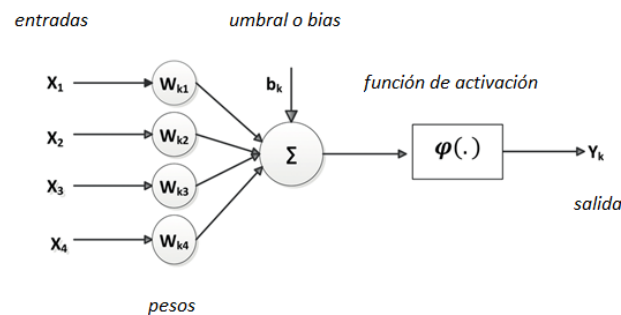 entradas
umbral o bias
X1
Wk1
bk
función de activación
X2
Wk2
Σ
φ(.)
Yk
X3
Wk3
salida
X4
Wk4
pesos